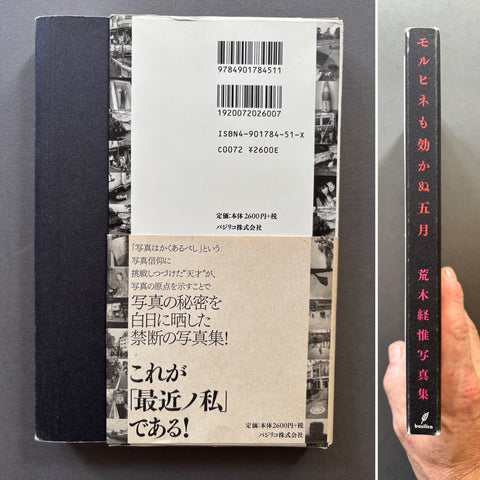 9784901784511
1920072026007
ISBN4-901784-51-X
C0072 ¥2600E
定価:本体2600円+税
バジリコ株式会社
「写真はかくあるべし」という
写真信仰に
挑戦しつづけた“天才”が、
写真の原点を示すことで
写真の秘密を
白日に晒した
禁断の写真集!
これが
「最近ノ私」
である!
定価:本体2600円+税
バジリコ株式会社
モルヒネも効かぬ五月 荒木経惟写真集
basilico